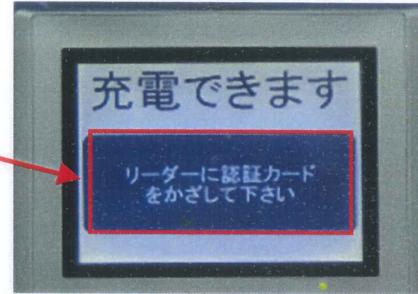 充電できます
リーダーに認証カード
をかざして下さい